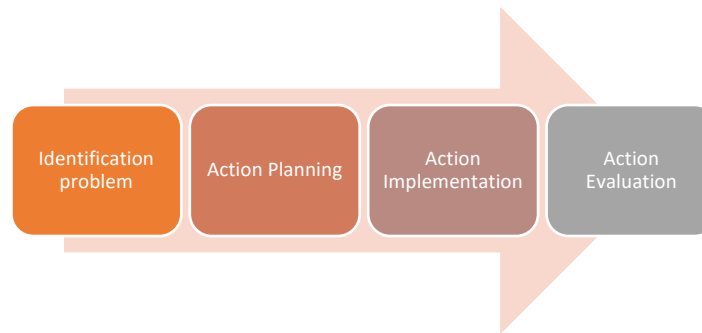 Identification
problem
Action Planning
Action
Implementation
Action
Evaluation